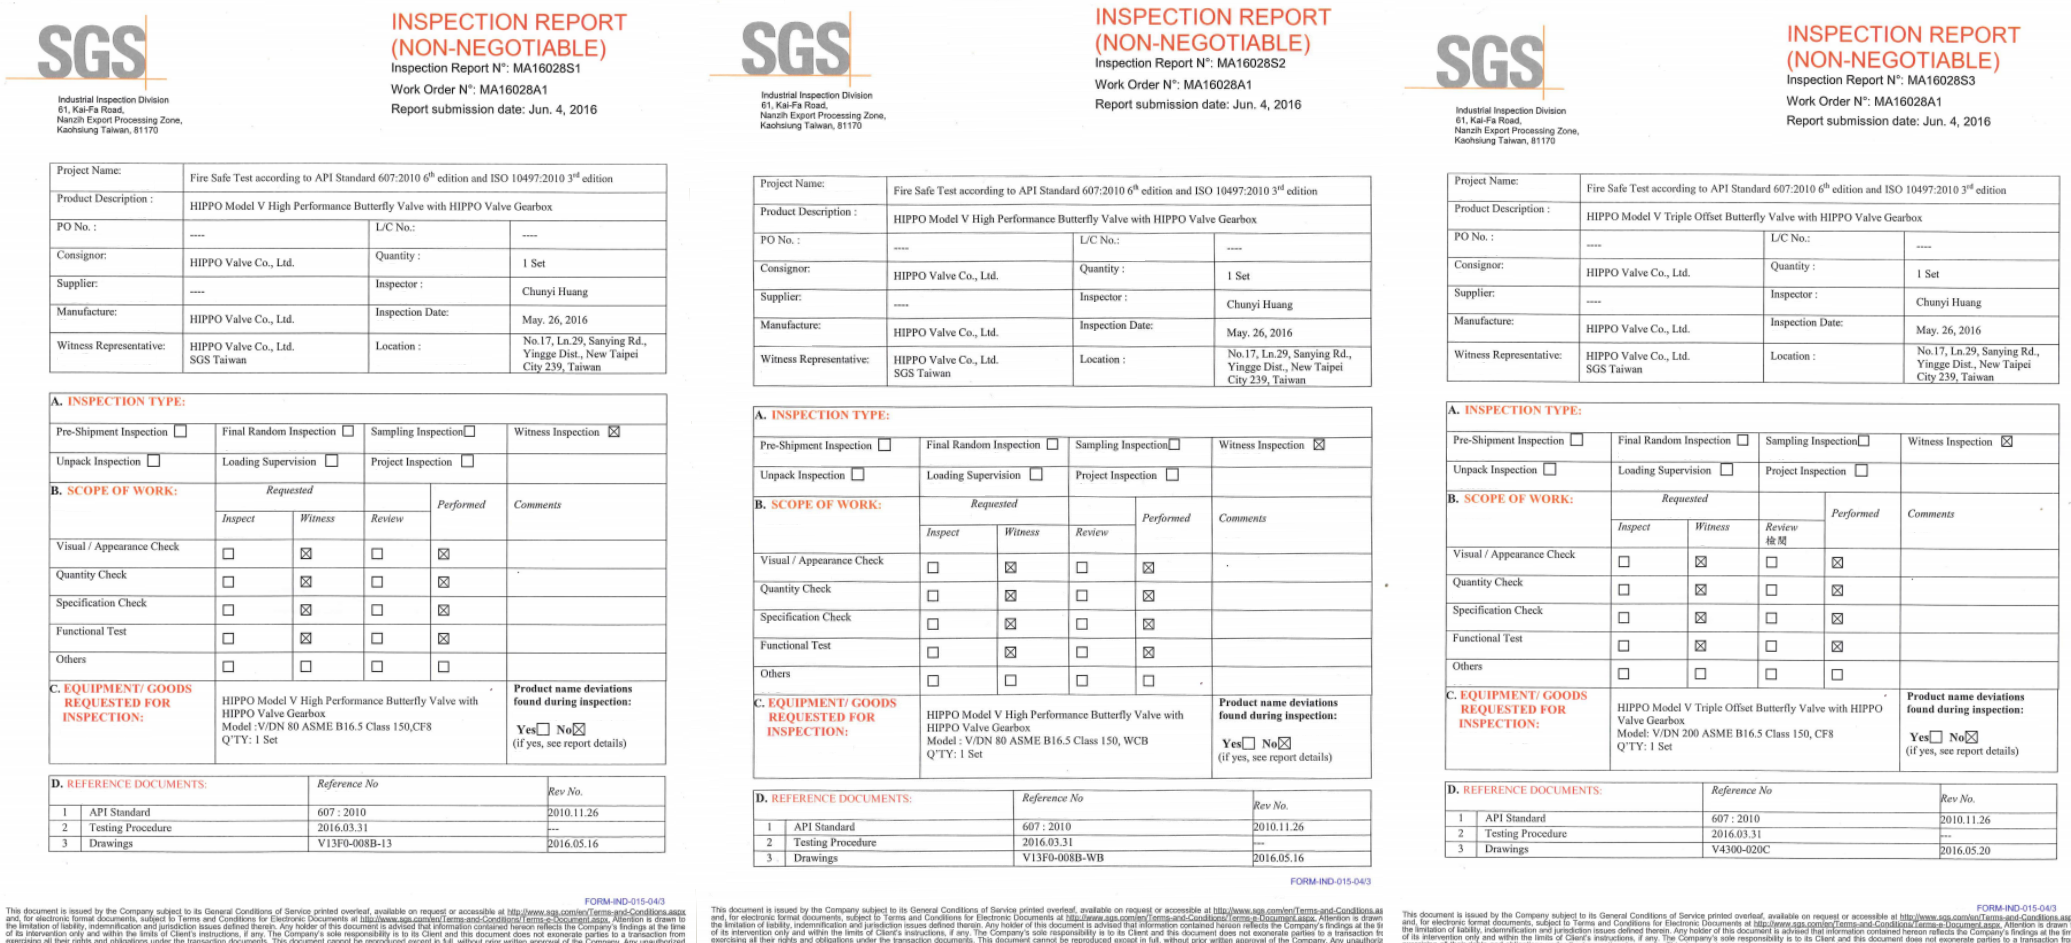 SGS
INSPECTION REPORT
(NON-NEGOTIABLE)
Inspection Report N°: MA16028S1
Work Order N°: MA16028A1
Report submission date: Jun. 4, 2016
Industrial Inspection Division
61, Kai-Fa Road,
Nanzih Export Processing Zone,
Kaohsiung Taiwan, 81170
Project Name: Fire Safe Test according to API Standard 607:2010 6th edition and ISO 10497:2010 3rd edition
Product Description : HIPPO Model V High Performance Butterfly Valve with HIPPO Valve Gearbox
PO No. : ---- L/C No.: ----
Consignor: HIPPO Valve Co., Ltd. Quantity : 1 Set
Supplier: ---- Inspector : Chunyi Huang
Manufacture: HIPPO Valve Co., Ltd. Inspection Date: May. 26, 2016
Witness Representative: HIPPO Valve Co., Ltd. Location : No.17, Ln.29, Sanying Rd.,
SGS Taiwan Yingge Dist., New Taipei
City 239, Taiwan
A. INSPECTION TYPE:
Pre-Shipment Inspection ☐ Final Random Inspection ☐ Sampling Inspection☐ Witness Inspection ☒
Unpack Inspection ☐ Loading Supervision ☐ Project Inspection ☐
B. SCOPE OF WORK: Requested Performed Comments
Inspect Witness Review
Visual / Appearance Check ☐ ☒ ☐ ☒
Quantity Check ☐ ☒ ☐ ☒
Specification Check ☐ ☒ ☐ ☒
Functional Test ☐ ☒ ☐ ☒
Others ☐ ☐ ☐ ☐
C. EQUIPMENT/ GOODS REQUESTED FOR INSPECTION:
HIPPO Model V High Performance Butterfly Valve with
HIPPO Valve Gearbox
Model :V/DN 80 ASME B16.5 Class 150,CF8
Q'TY: 1 Set
Product name deviations
found during inspection:
Yes☐ No☒
(if yes, see report details)
D. REFERENCE DOCUMENTS: Reference No Rev No.
1 API Standard 607 : 2010 2010.11.26
2 Testing Procedure 2016.03.31 ---
3 Drawings V13F0-008B-13 2016.05.16
FORM-IND-015-04/3
This document is issued by the Company subject to its General Conditions of Service printed overleaf, available on request or accessible at http://www.sgs.com/en/Terms-and-Conditions.aspx
and, for electronic format documents, subject to Terms and Conditions for Electronic Documents at http://www.sgs.com/en/Terms-and-Conditions/Terms-e-Document.aspx. Attention is drawn to
the limitation of liability, indemnification and jurisdiction issues defined therein. Any holder of this document is advised that information contained hereon reflects the Company's findings at the time
of its intervention only and within the limits of Client's instructions, if any. The Company's sole responsibility is to its Client and this document does not exonerate parties to a transaction from
exercising all their rights and obligations under the transaction documents. This document cannot be reproduced except in full, without prior written approval of the Company. Any unauthorized
SGS
INSPECTION REPORT
(NON-NEGOTIABLE)
Inspection Report N°: MA16028S2
Work Order N°: MA16028A1
Report submission date: Jun. 4, 2016
Industrial Inspection Division
61, Kai-Fa Road,
Nanzih Export Processing Zone,
Kaohsiung Taiwan, 81170
Project Name: Fire Safe Test according to API Standard 607:2010 6th edition and ISO 10497:2010 3rd edition
Product Description : HIPPO Model V High Performance Butterfly Valve with HIPPO Valve Gearbox
PO No. : ---- L/C No.: ----
Consignor: HIPPO Valve Co., Ltd. Quantity : 1 Set
Supplier: ---- Inspector : Chunyi Huang
Manufacture: HIPPO Valve Co., Ltd. Inspection Date: May. 26, 2016
Witness Representative: HIPPO Valve Co., Ltd. Location : No.17, Ln.29, Sanying Rd.,
SGS Taiwan Yingge Dist., New Taipei
City 239, Taiwan
A. INSPECTION TYPE:
Pre-Shipment Inspection ☐ Final Random Inspection ☐ Sampling Inspection☐ Witness Inspection ☒
Unpack Inspection ☐ Loading Supervision ☐ Project Inspection ☐
B. SCOPE OF WORK: Requested Performed Comments
Inspect Witness Review
Visual / Appearance Check ☐ ☒ ☐ ☒
Quantity Check ☐ ☒ ☐ ☒
Specification Check ☐ ☒ ☐ ☒
Functional Test ☐ ☒ ☐ ☒
Others ☐ ☐ ☐ ☐
C. EQUIPMENT/ GOODS REQUESTED FOR INSPECTION:
HIPPO Model V High Performance Butterfly Valve with
HIPPO Valve Gearbox
Model : V/DN 80 ASME B16.5 Class 150, WCB
Q'TY: 1 Set
Product name deviations
found during inspection:
Yes☐ No☒
(if yes, see report details)
D. REFERENCE DOCUMENTS: Reference No Rev No.
1 API Standard 607 : 2010 2010.11.26
2 Testing Procedure 2016.03.31 ---
3 Drawings V13F0-008B-WB 2016.05.16
FORM-IND-015-04/3
This document is issued by the Company subject to its General Conditions of Service printed overleaf, available on request or accessible at http://www.sgs.com/en/Terms-and-Conditions.as
and, for electronic format documents, subject to Terms and Conditions for Electronic Documents at http://www.sgs.com/en/Terms-and-Conditions/Terms-e-Document.aspx. Attention is drawn
the limitation of liability, indemnification and jurisdiction issues defined therein. Any holder of this document is advised that information contained hereon reflects the Company's findings at the
of its intervention only and within the limits of Client's instructions, if any. The Company's sole responsibility is to its Client and this document does not exonerate parties to a transaction
exercising all their rights and obligations under the transaction documents. This document cannot be reproduced except in full, without prior written approval of the Company. Any
SGS
INSPECTION REPORT
(NON-NEGOTIABLE)
Inspection Report N°: MA16028S3
Work Order N°: MA16028A1
Report submission date: Jun. 4, 2016
Industrial Inspection Division
61, Kai-Fa Road,
Nanzih Export Processing Zone,
Kaohsiung Taiwan, 81170
Project Name: Fire Safe Test according to API Standard 607:2010 6th edition and ISO 10497:2010 3rd edition
Product Description : HIPPO Model V Triple Offset Butterfly Valve with HIPPO Valve Gearbox
PO No. : ---- L/C No.: ----
Consignor: HIPPO Valve Co., Ltd. Quantity : 1 Set
Supplier: ---- Inspector : Chunyi Huang
Manufacture: HIPPO Valve Co., Ltd. Inspection Date: May. 26, 2016
Witness Representative: HIPPO Valve Co., Ltd. Location : No.17, Ln.29, Sanying Rd.,
SGS Taiwan Yingge Dist., New Taipei
City 239, Taiwan
A. INSPECTION TYPE:
Pre-Shipment Inspection ☐ Final Random Inspection ☐ Sampling Inspection☐ Witness Inspection ☒
Unpack Inspection ☐ Loading Supervision ☐ Project Inspection ☐
B. SCOPE OF WORK: Requested Performed Comments
Inspect Witness Review
檢閱
Visual / Appearance Check ☐ ☒ ☐ ☒
Quantity Check ☐ ☒ ☐ ☒
Specification Check ☐ ☒ ☐ ☒
Functional Test ☐ ☒ ☐ ☒
Others ☐ ☐ ☐ ☐
C. EQUIPMENT/ GOODS REQUESTED FOR INSPECTION:
HIPPO Model V Triple Offset Butterfly Valve with HIPPO
Valve Gearbox
Model: V/DN 200 ASME B16.5 Class 150, CF8
Q'TY: 1 Set
Product name deviations
found during inspection:
Yes☐ No☒
(if yes, see report details)
D. REFERENCE DOCUMENTS: Reference No Rev No.
1 API Standard 607 : 2010 2010.11.26
2 Testing Procedure 2016.03.31 ---
3 Drawings V4300-020C 2016.05.20
FORM-IND-015-04/3
This document is issued by the Company subject to its General Conditions of Service printed overleaf, available on request or accessible at http://www.sgs.com/en/Terms-and-Conditions.asp
and, for electronic format documents, subject to Terms and Conditions for Electronic Documents at http://www.sgs.com/en/Terms-and-Conditions/Terms-e-Document.aspx. Attention is
the limitation of liability, indemnification and jurisdiction issues defined therein. Any holder of this document is advised that information contained hereon reflects the Company's findings at the
of its intervention only and within the limits of Client's instructions, if any. The Company's sole responsibility is to its Client and this document does not exonerate parties to a